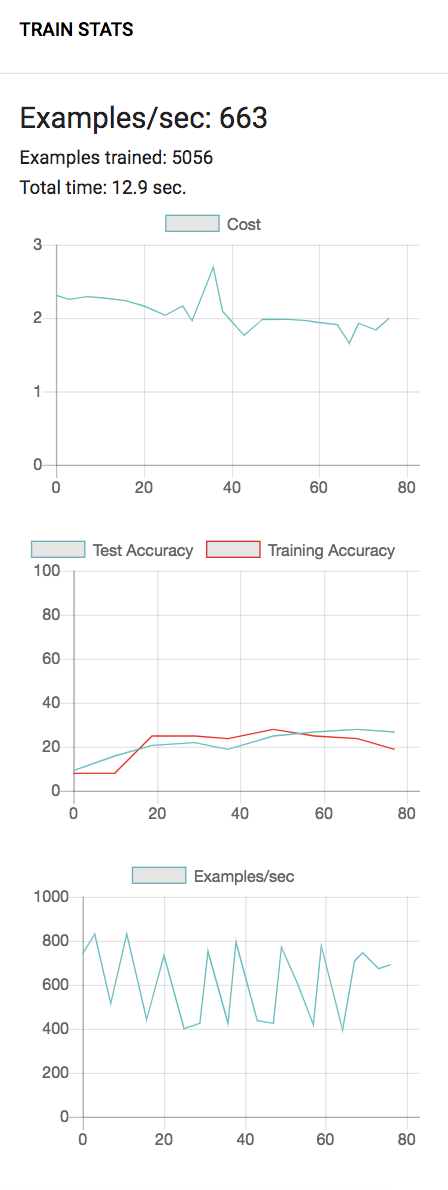 TRAIN STATS
Examples/sec: 663
Examples trained: 5056
Total time: 12.9 sec.
Cost
3
2
1
0
0 20 40 60 80
Test Accuracy Training Accuracy
100
80
60
40
20
0
0 20 40 60 80
Examples/sec
1000
800
600
400
200
0
0 20 40 60 80